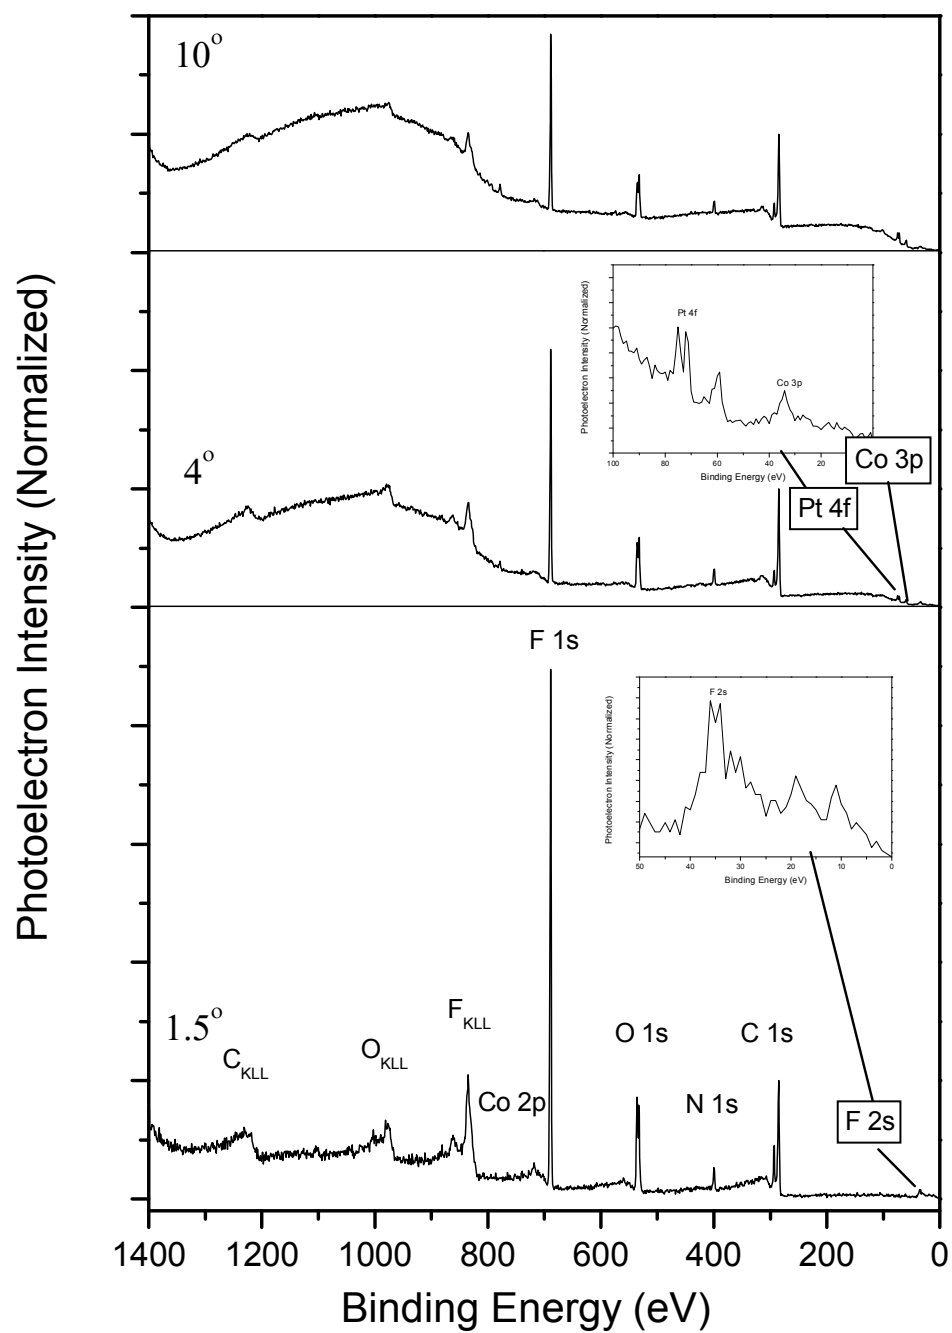 10°
Photoelectron Intensity (Normalized)
4°
Photoelectron Intensity (Normalized)
Pt 4f
Co 3p
100 80 60 40 20
Binding Energy (eV)
Co 3p
Pt 4f
F 1s
Photoelectron Intensity (Normalized)
F 2s
50 40 30 20 10 0
Binding Energy (eV)
1.5°
C KLL
O KLL
F KLL
Co 2p
O 1s
N 1s
C 1s
F 2s
1400 1200 1000 800 600 400 200 0
Binding Energy (eV)